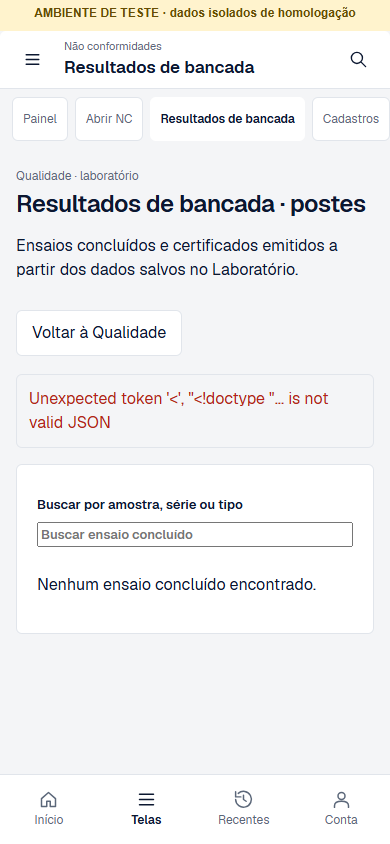 AMBIENTE DE TESTE · dados isolados de homologação
Não conformidades
Resultados de bancada
Painel
Abrir NC
Resultados de bancada
Cadastros
Qualidade · laboratório
Resultados de bancada · postes
Ensaios concluídos e certificados emitidos a
partir dos dados salvos no Laboratório.
Voltar à Qualidade
Unexpected token '<', "<!doctype "... is not
valid JSON
Buscar por amostra, série ou tipo
Buscar ensaio concluído
Nenhum ensaio concluído encontrado.
Início
Telas
Recentes
Conta